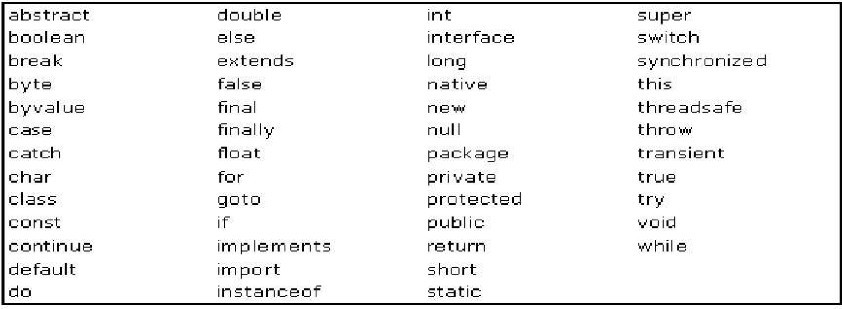 abstract double int super
boolean else interface switch
break extends long synchronized
byte false native this
byvalue final new threadsafe
case finally null throw
catch float package transient
char for private true
class goto protected try
const if public void
continue implements return while
default import short
do instanceof static